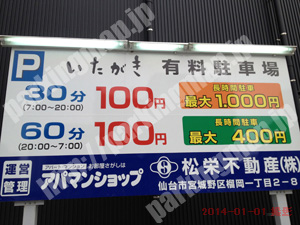 P いたがき 有料駐車場
30分 100円
(7:00~20:00)
長時間駐車
最大 1,000円
60分 100円
(20:00~7:00)
長時間駐車
最大 400円
運営
管理
お部屋さがしは
アパマンショップ
松栄不動産(株)
仙台市宮城野区榴岡一丁目2-8
2014-01-01